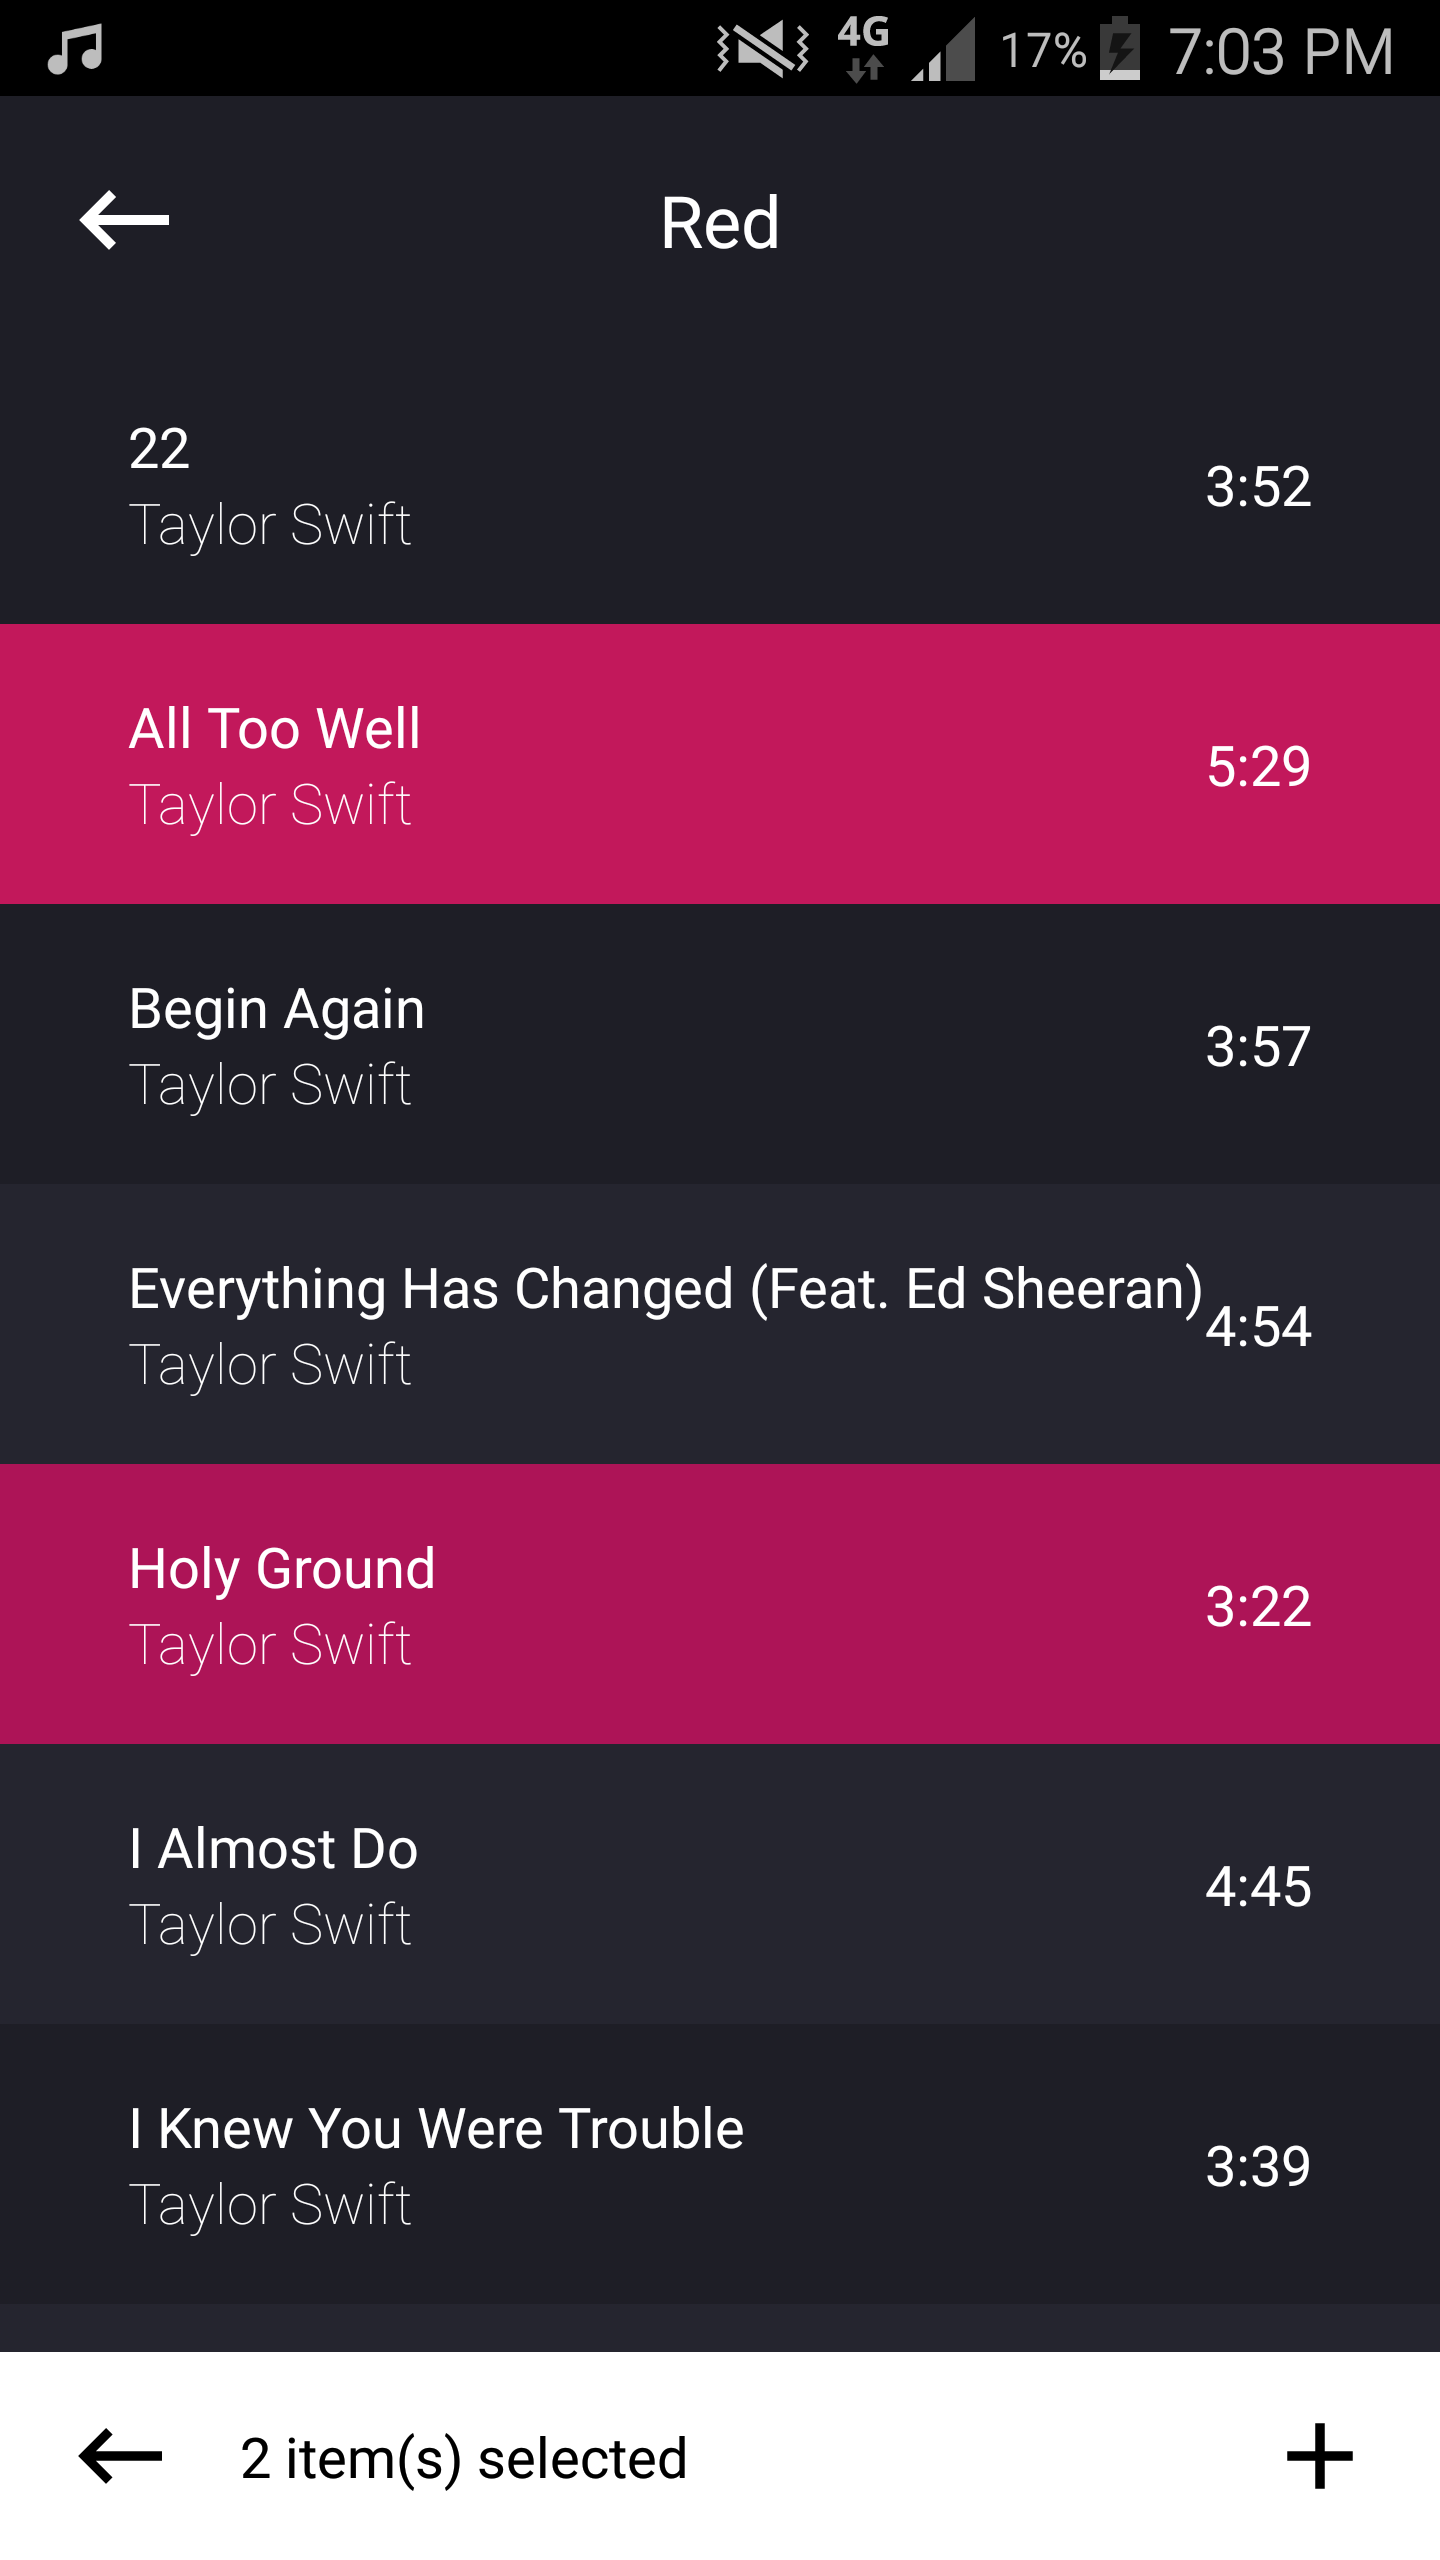 4G 17% 7:03 PM
Red
22
Taylor Swift
3:52
All Too Well
Taylor Swift
5:29
Begin Again
Taylor Swift
3:57
Everything Has Changed (Feat. Ed Sheeran)
Taylor Swift
4:54
Holy Ground
Taylor Swift
3:22
I Almost Do
Taylor Swift
4:45
I Knew You Were Trouble
Taylor Swift
3:39
2 item(s) selected